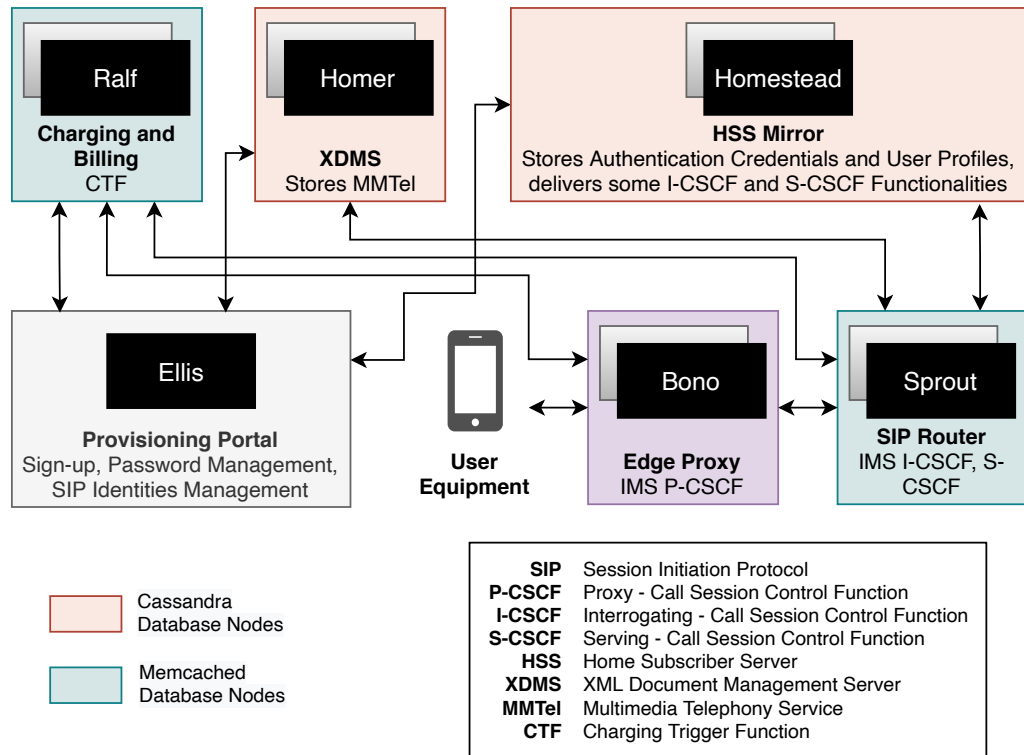 Ralf
Charging and
Billing
CTF
Homer
XDMS
Stores MMTel
Homestead
HSS Mirror
Stores Authentication Credentials and User Profiles,
delivers some I-CSCF and S-CSCF Functionalities
Ellis
Provisioning Portal
Sign-up, Password Management,
SIP Identities Management
User
Equipment
Bono
Edge Proxy
IMS P-CSCF
Sprout
SIP Router
IMS I-CSCF, S-
CSCF
Cassandra
Database Nodes
Memcached
Database Nodes
SIP Session Initiation Protocol
P-CSCF Proxy - Call Session Control Function
I-CSCF Interrogating - Call Session Control Function
S-CSCF Serving - Call Session Control Function
HSS Home Subscriber Server
XDMS XML Document Management Server
MMTel Multimedia Telephony Service
CTF Charging Trigger Function